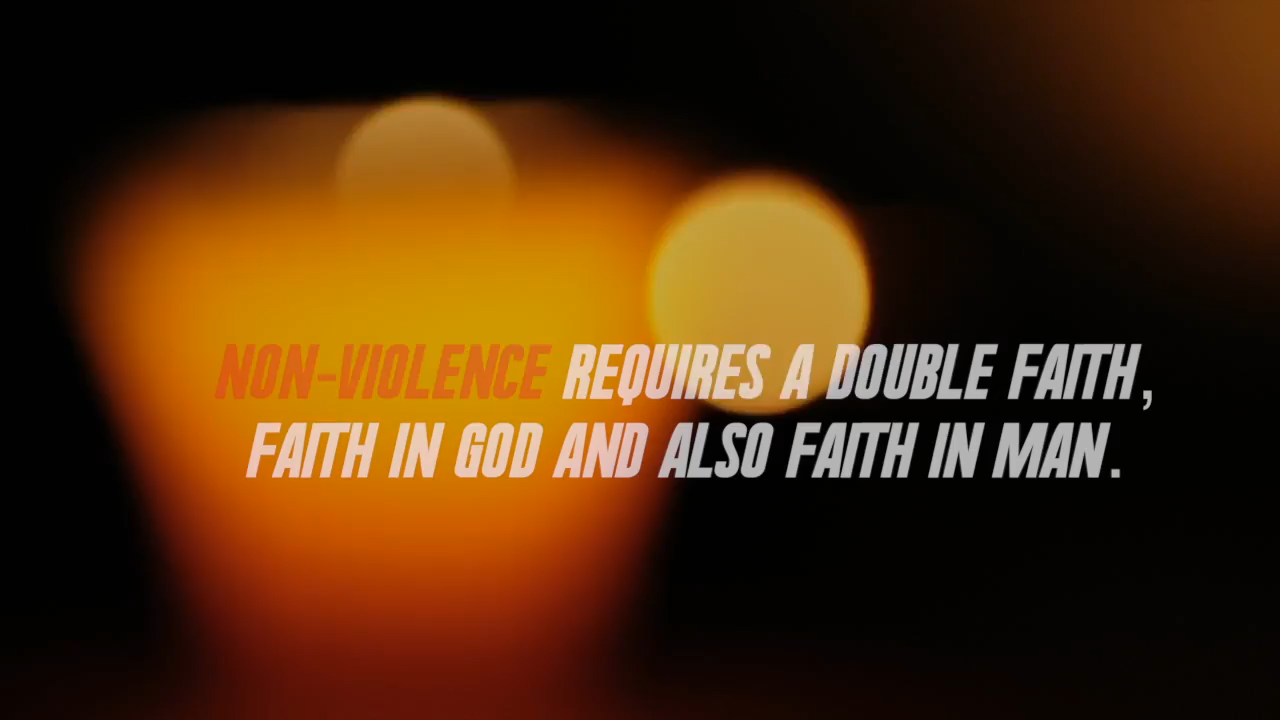 NON-VIOLENCE REQUIRES A DOUBLE FAITH,
FAITH IN GOD AND ALSO FAITH IN MAN.